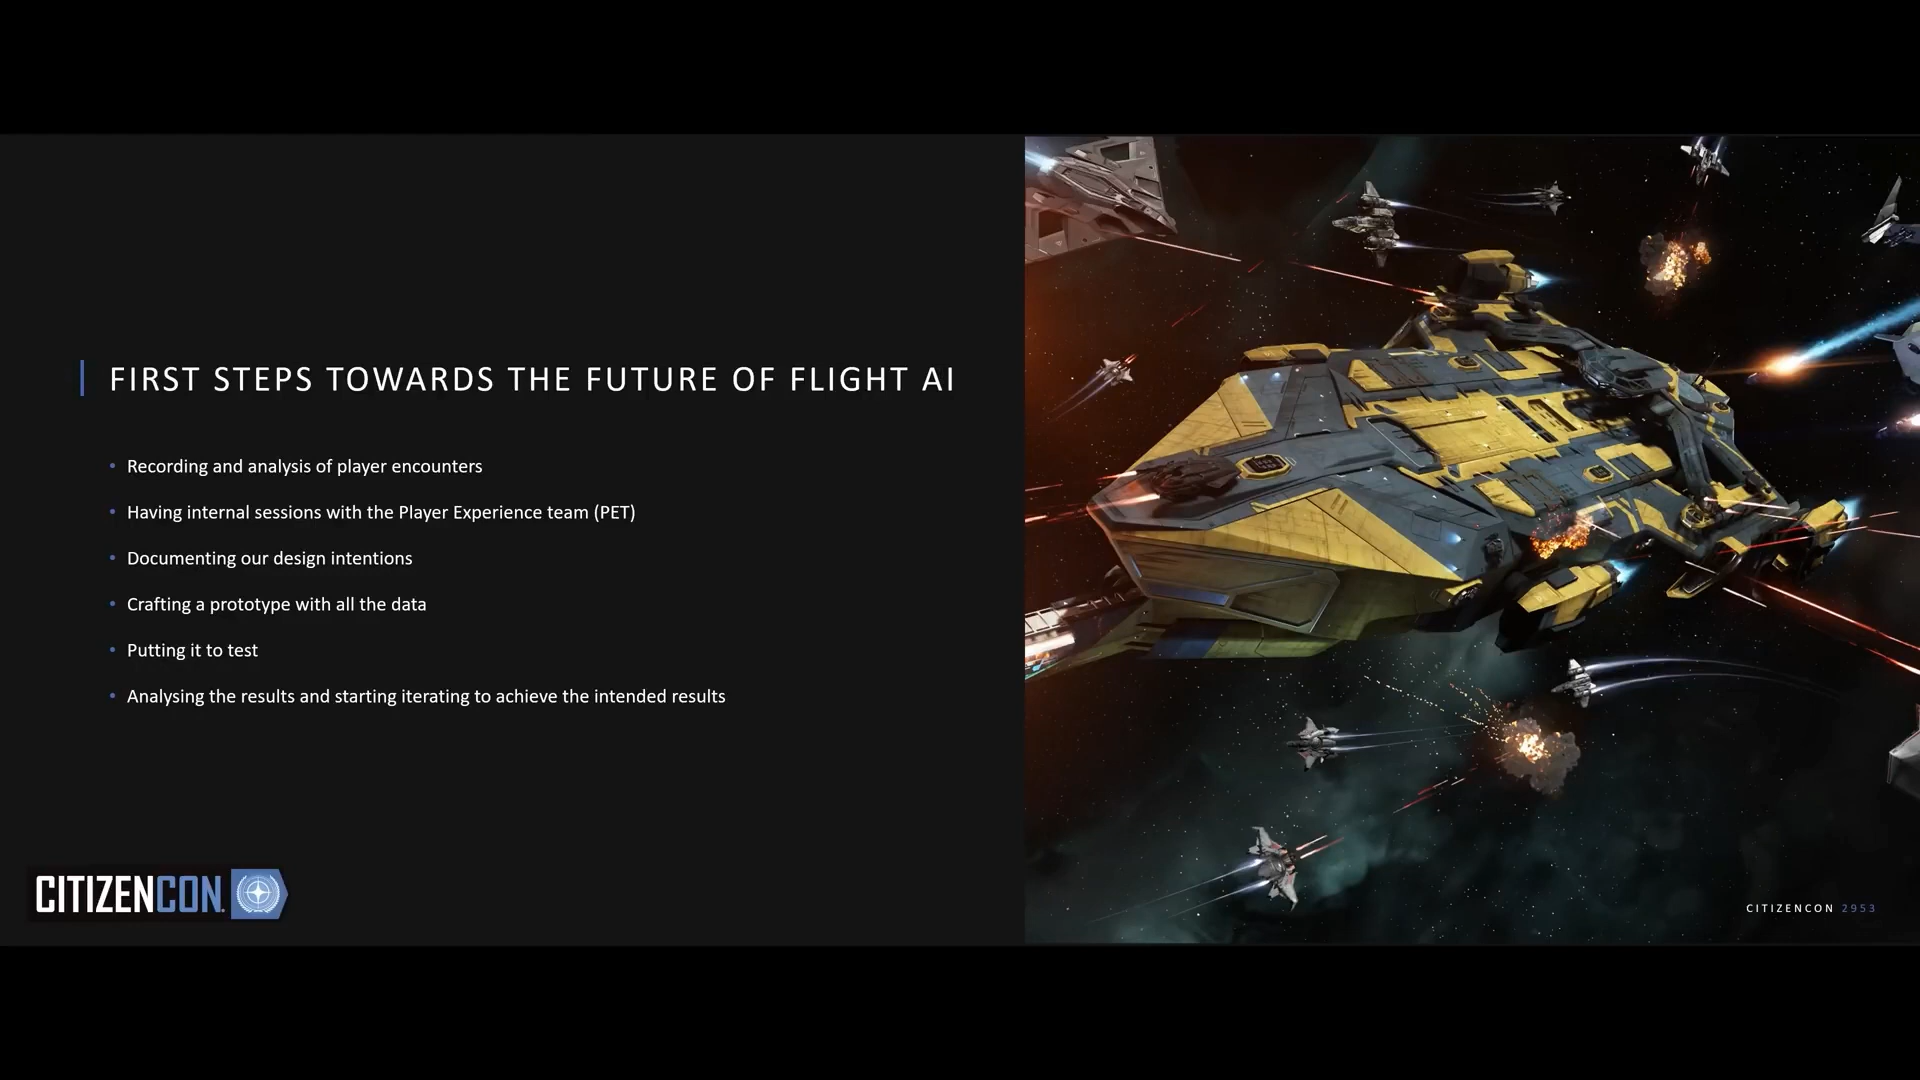 FIRST STEPS TOWARDS THE FUTURE OF FLIGHT AI
• Recording and analysis of player encounters
• Having internal sessions with the Player Experience team (PET)
• Documenting our design intentions
• Crafting a prototype with all the data
• Putting it to test
• Analysing the results and starting iterating to achieve the intended results
CITIZENCON.
CITIZENCON 2953